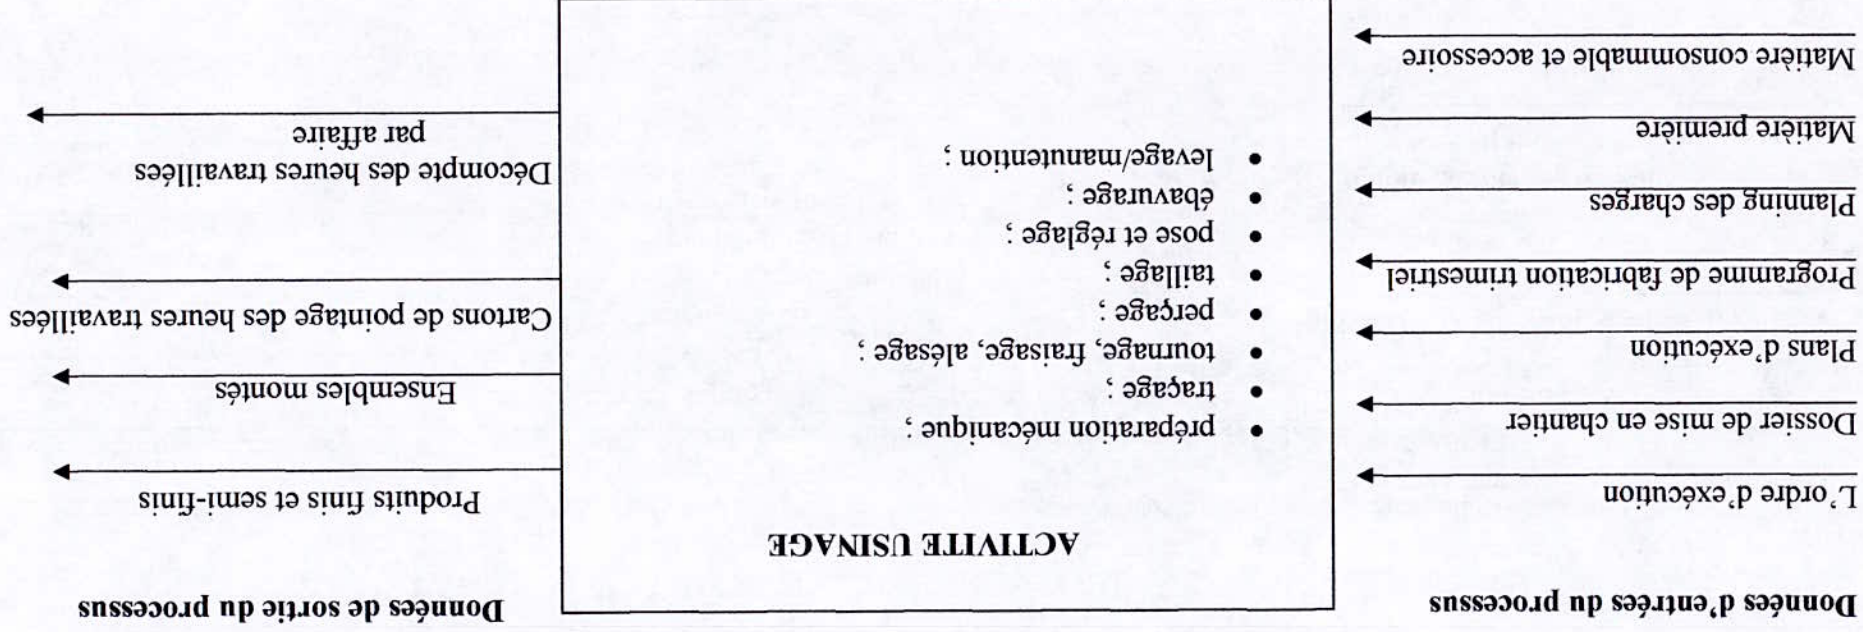 Données d'entrées du processus
L'ordre d'exécution
Dossier de mise en chantier
Plans d'exécution
Programme de fabrication trimestriel
Planning des charges
Matière première
Matière consommable et accessoire
ACTIVITE USINAGE
• préparation mécanique ;
• traçage ;
• tournage, fraisage, alésage ;
• perçage ;
• taillage ;
• pose et réglage ;
• ébavurage ;
• levage/manutention ;
Données de sortie du processus
Produits finis et semi-finis
Ensembles montés
Cartons de pointage des heures travaillées
Décompte des heures travaillées
par affaire